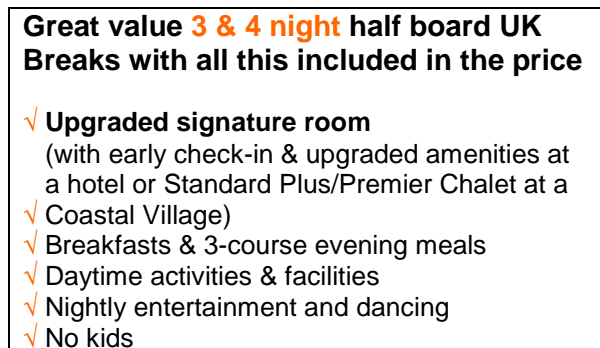 Great value 3 & 4 night half board UK
Breaks with all this included in the price
√ Upgraded signature room
(with early check-in & upgraded amenities at
a hotel or Standard Plus/Premier Chalet at a
√ Coastal Village)
√ Breakfasts & 3-course evening meals
√ Daytime activities & facilities
√ Nightly entertainment and dancing
√ No kids